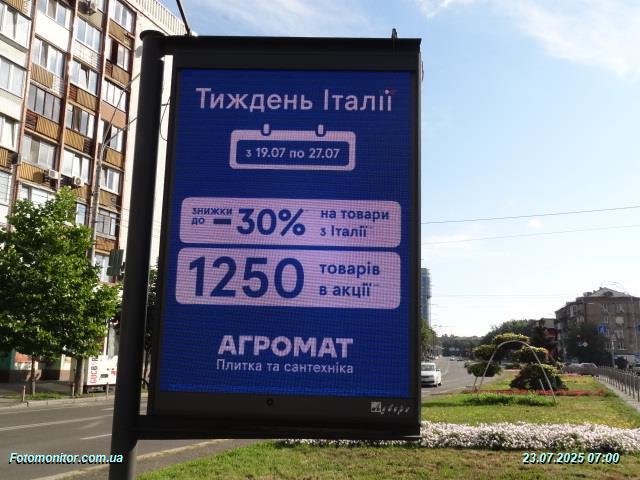 Тиждень Італії
з 19.07 по 27.07
знижки до -30% на товари з Італії
1250 товарів в акції
АГРОМАТ
Плитка та сантехніка
Fotomonitor.com.ua
23.07.2025 07:00